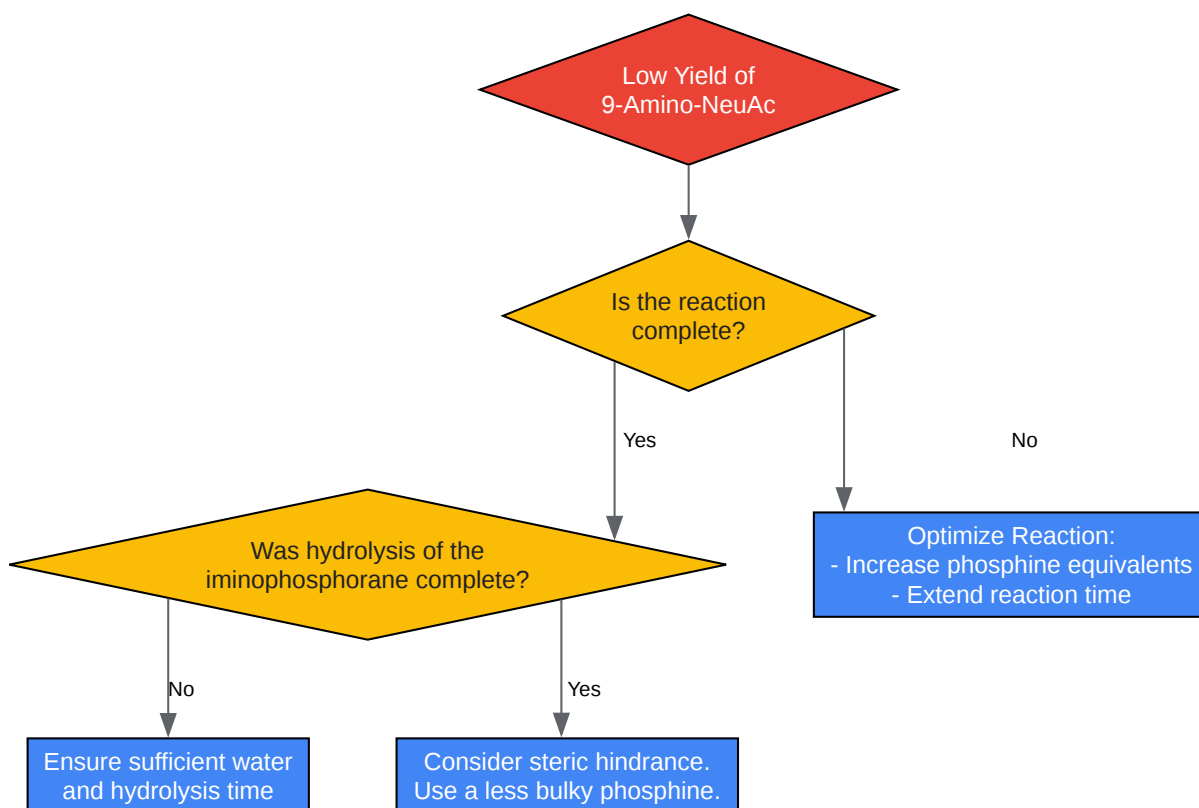 Low Yield of
9-Amino-NeuAc
Is the reaction
complete?
Yes
No
Was hydrolysis of the
iminophosphorane complete?
Optimize Reaction:
- Increase phosphine equivalents
- Extend reaction time
No
Yes
Ensure sufficient water
and hydrolysis time
Consider steric hindrance.
Use a less bulky phosphine.